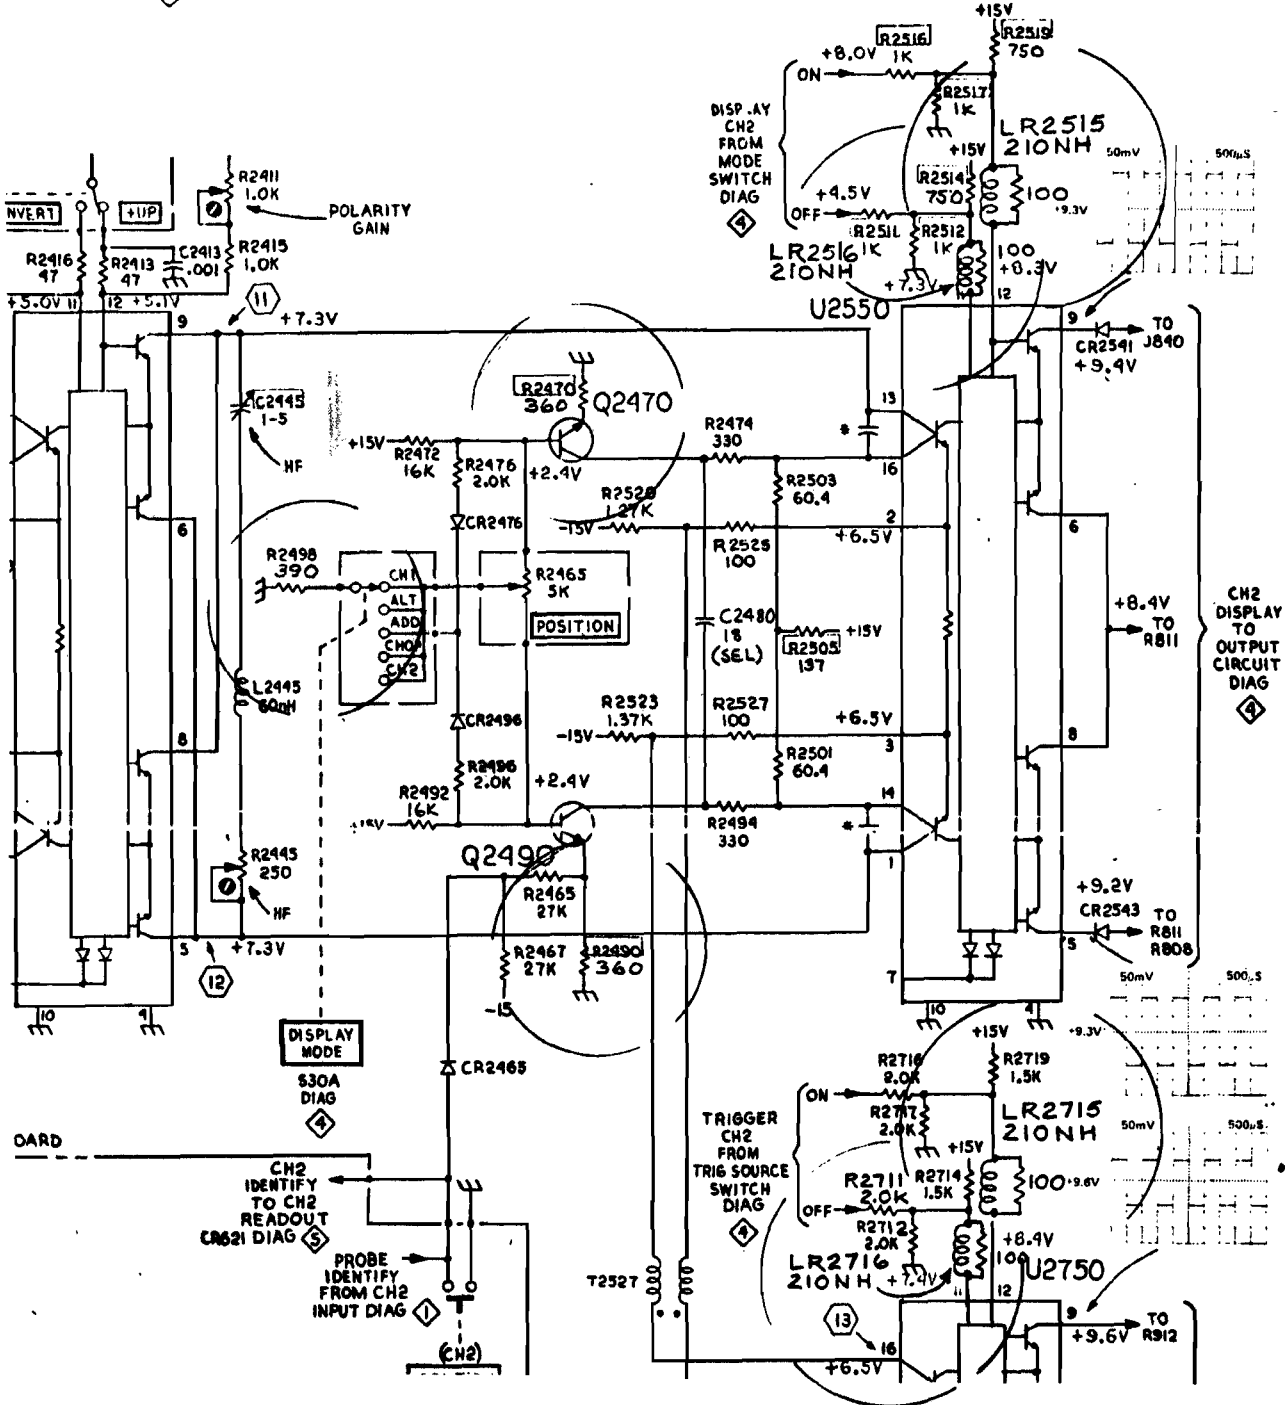 +15V
R2519
750
R2516
1K
+8.0V
ON
R2517
1K
DISPLAY
CH2
FROM
MODE
SWITCH
DIAG
4
LR2515
210NH
+15V
R2514
750
100
+9.3V
50mV
500µS
+4.5V
OFF
R2511
1K
R2512
1K
LR2516
210NH
100
+8.3V
+7.3V
11
12
U2550
R2411
1.0K
POLARITY
GAIN
NVERT
+UP
R2416
47
R2413
47
C2413
.001
R2415
1.0K
+5.0V
11
12
+5.1V
9
11
+7.3V
9
CR2541
+9.4V
TO
J840
C2445
1-5
HF
R2470
360
Q2470
13
*
+15V
R2472
16K
R2476
2.0K
+2.4V
R2474
330
16
R2503
60.4
R2520
1.27K
-15V
CR2476
R2525
100
2
+6.5V
6
6
R2498
390
CH1
ALT
ADD
CHOP
CH2
R2465
5K
POSITION
C2480
18
(SEL)
+15V
R2505
137
+8.4V
TO
R811
CH2
DISPLAY
TO
OUTPUT
CIRCUIT
DIAG
4
L2445
60nH
CR2496
R2523
1.37K
-15V
R2527
100
+6.5V
3
8
8
R2501
60.4
R2496
2.0K
+2.4V
R2492
16K
+15V
14
R2494
330
*
1
Q2490
R2445
250
HF
R2465
27K
+9.2V
CR2543
TO
R811
R808
5
+7.3V
5
12
R2467
27K
R2490
360
-15
7
10
4
10
4
50mV
500µS
DISPLAY
MODE
S30A
DIAG
4
CR2465
+15V
+9.3V
R2716
2.0K
R2719
1.5K
ON
R2717
2.0K
LR2715
210NH
50mV
500µS
TRIGGER
CH2
FROM
TRIG SOURCE
SWITCH
DIAG
4
+15V
R2711
2.0K
R2714
1.5K
100
+9.6V
OFF
R2712
2.0K
+8.4V
100
LR2716
210NH
+7.4V
11
12
U2750
OARD
CH2
IDENTIFY
TO CH2
READOUT
CR621 DIAG 5
PROBE
IDENTIFY
FROM CH2
INPUT DIAG 1
(CH2)
T2527
13
16
+6.5V
9
+9.6V
TO
R912